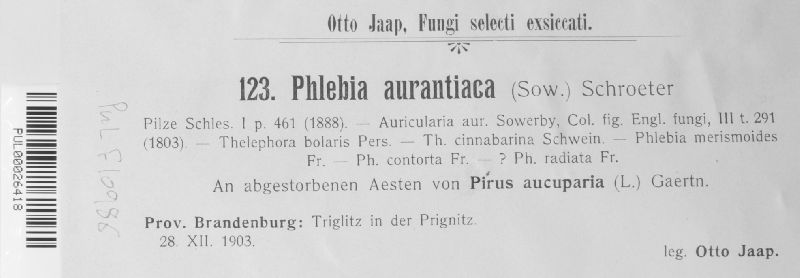 Otto Jaap, Fungi selecti exsiccati.
123. Phlebia aurantiaca (Sow.) Schroeter
Pilze Schles. I p. 461 (1888). — Auricularia aur. Sowerby, Col. fig. Engl. fungi, III t. 291
(1803). — Thelephora bolaris Pers. — Th. cinnabarina Schwein. — Phlebia merismoides
Fr. — Ph. contorta Fr. — ? Ph. radiata Fr.
An abgestorbenen Aesten von Pirus aucuparia (L.) Gaertn.
Prov. Brandenburg: Triglitz in der Prignitz.
28. XII. 1903.
leg. Otto Jaap.
PUL00026418
PuL F10986